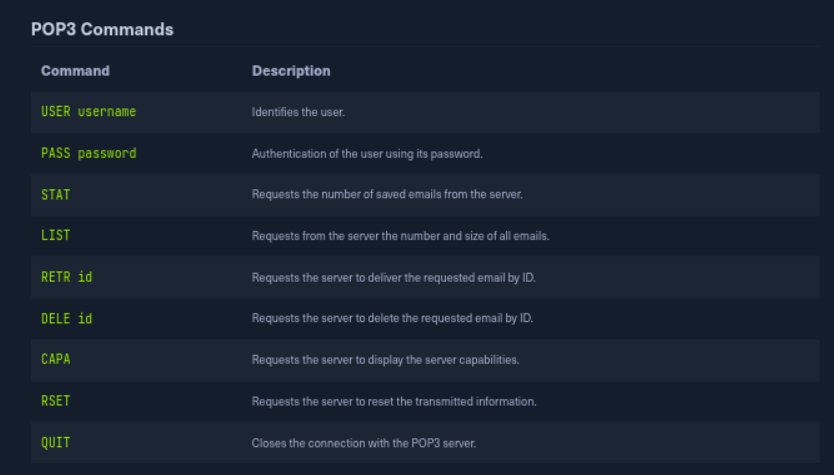 POP3 Commands
Command Description
USER username Identifies the user.
PASS password Authentication of the user using its password.
STAT Requests the number of saved emails from the server.
LIST Requests from the server the number and size of all emails.
RETR id Requests the server to deliver the requested email by ID.
DELE id Requests the server to delete the requested email by ID.
CAPA Requests the server to display the server capabilities.
RSET Requests the server to reset the transmitted information.
QUIT Closes the connection with the POP3 server.